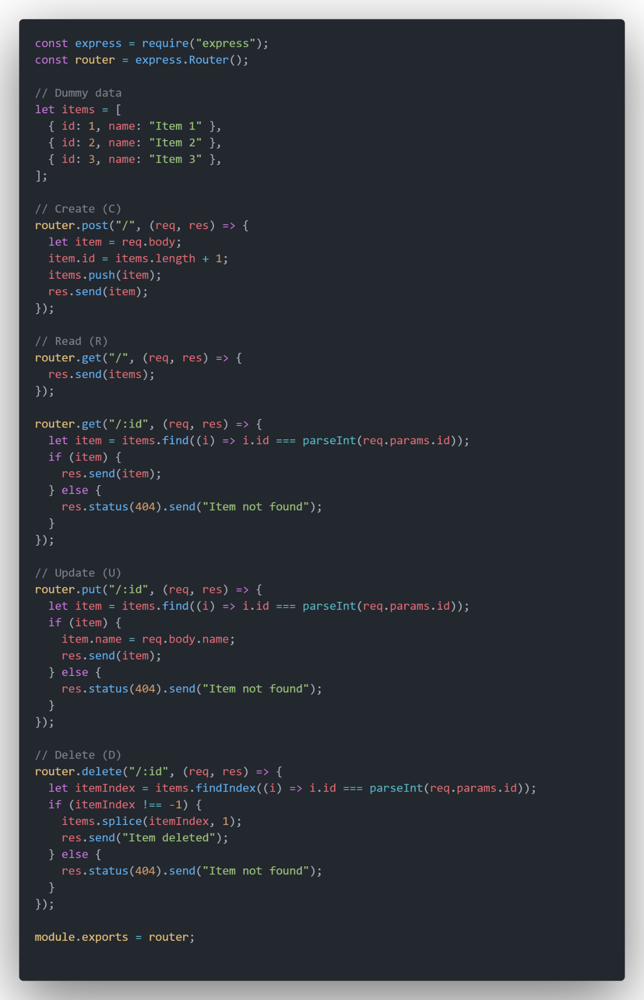 const express = require("express");
const router = express.Router();

// Dummy data
let items = [
  { id: 1, name: "Item 1" },
  { id: 2, name: "Item 2" },
  { id: 3, name: "Item 3" },
];

// Create (C)
router.post("/", (req, res) => {
  let item = req.body;
  item.id = items.length + 1;
  items.push(item);
  res.send(item);
});

// Read (R)
router.get("/", (req, res) => {
  res.send(items);
});

router.get("/:id", (req, res) => {
  let item = items.find((i) => i.id === parseInt(req.params.id));
  if (item) {
    res.send(item);
  } else {
    res.status(404).send("Item not found");
  }
});

// Update (U)
router.put("/:id", (req, res) => {
  let item = items.find((i) => i.id === parseInt(req.params.id));
  if (item) {
    item.name = req.body.name;
    res.send(item);
  } else {
    res.status(404).send("Item not found");
  }
});

// Delete (D)
router.delete("/:id", (req, res) => {
  let itemIndex = items.findIndex((i) => i.id === parseInt(req.params.id));
  if (itemIndex !== -1) {
    items.splice(itemIndex, 1);
    res.send("Item deleted");
  } else {
    res.status(404).send("Item not found");
  }
});

module.exports = router;